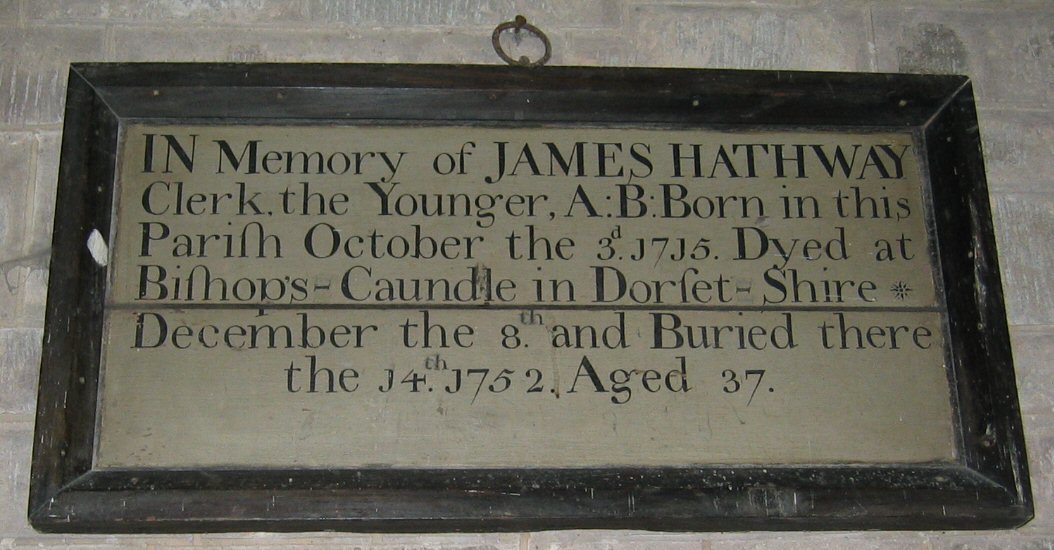 IN Memory of JAMES HATHWAY
Clerk, the Younger, A:B: Born in this
Pariſh October the 3.d 1715. Dyed at
Biſhops-Caundle in Dorſet-Shire *
December the 8.th and Buried there
the 14.th 1752. Aged 37.